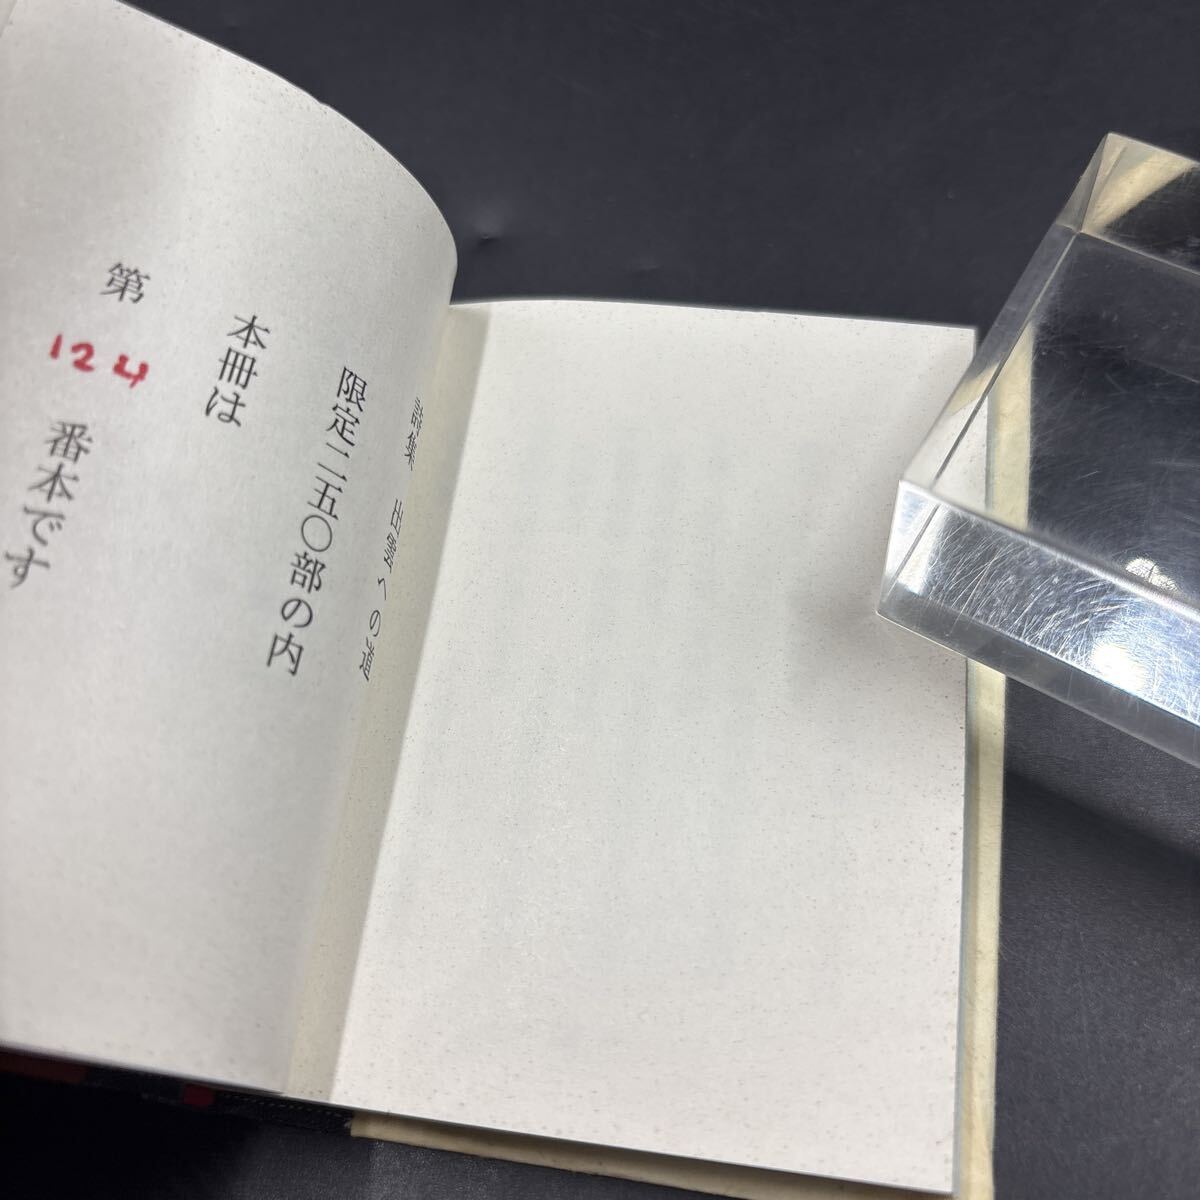 詩集 出雲への道
限定二五〇部の内
本冊は
第 124 番本です